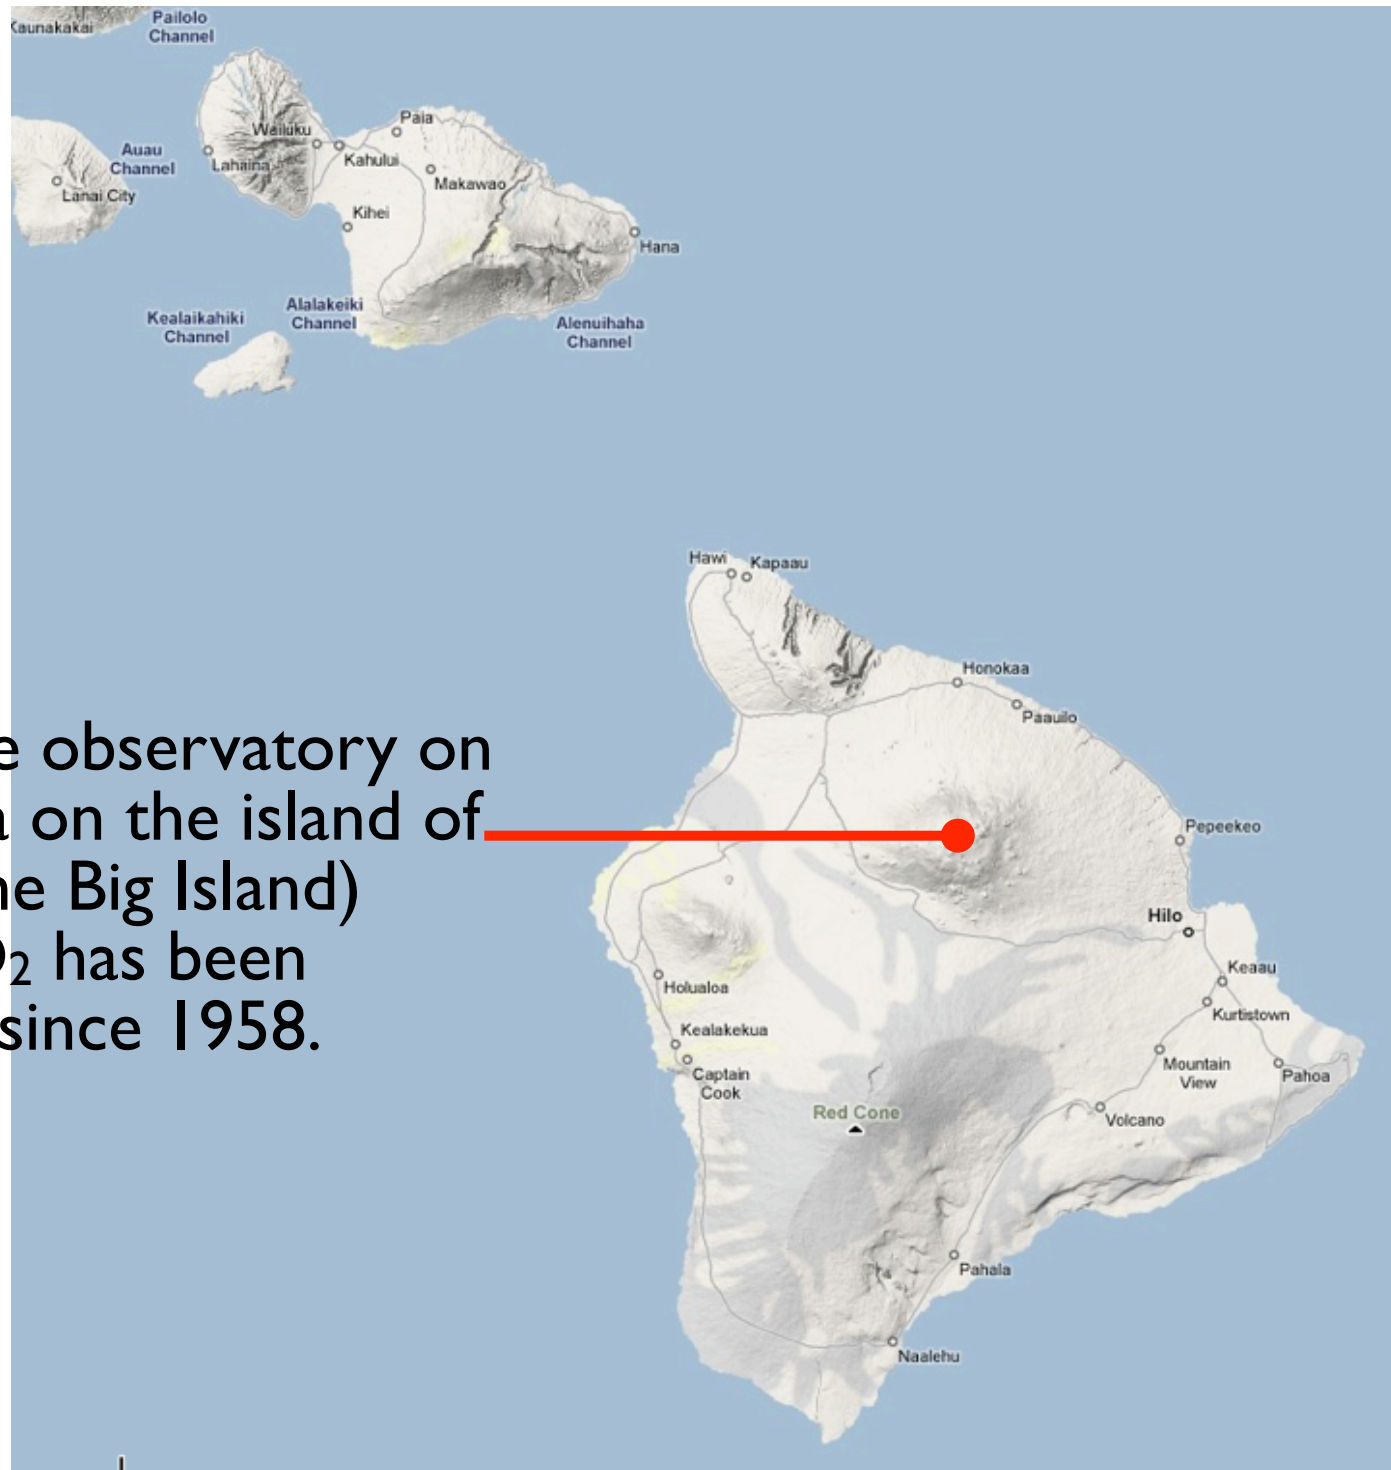 Kaunakakai
Pailolo
Channel
Paia
Wailuku
Kahului
Auau
Channel
Lahaina
Makawao
Lanai City
Kihei
Hana
Kealaikahiki
Channel
Alalakeiki
Channel
Alenuihaha
Channel
Hawi
Kapaau
Honokaa
Paauilo
e observatory on
a on the island of
ne Big Island)
O₂ has been
since 1958.
Pepeekeo
Hilo
Keaau
Holualoa
Kurtistown
Kealakekua
Mountain
View
Pahoa
Captain
Cook
Red Cone
Volcano
Pahala
Naalehu